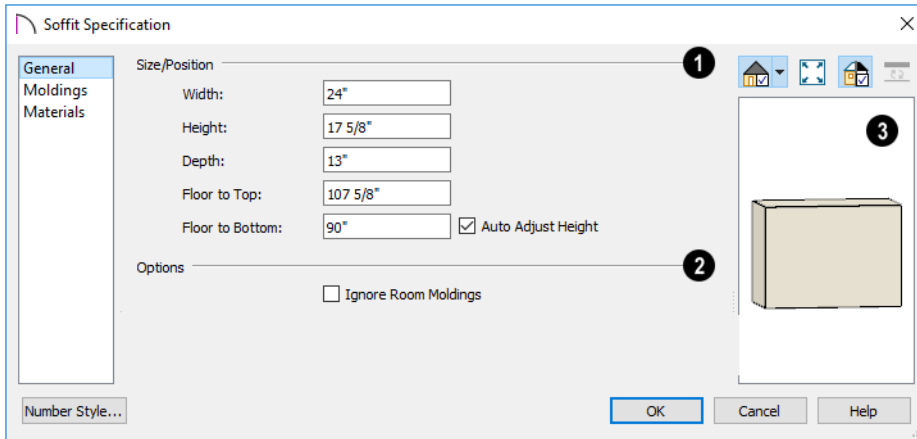 Soffit Specification
General
Moldings
Materials
Size/Position
1
Width: 24"
Height: 17 5/8"
Depth: 13"
Floor to Top: 107 5/8"
Floor to Bottom: 90" Auto Adjust Height
Options
2
Ignore Room Moldings
3
Number Style...
OK
Cancel
Help